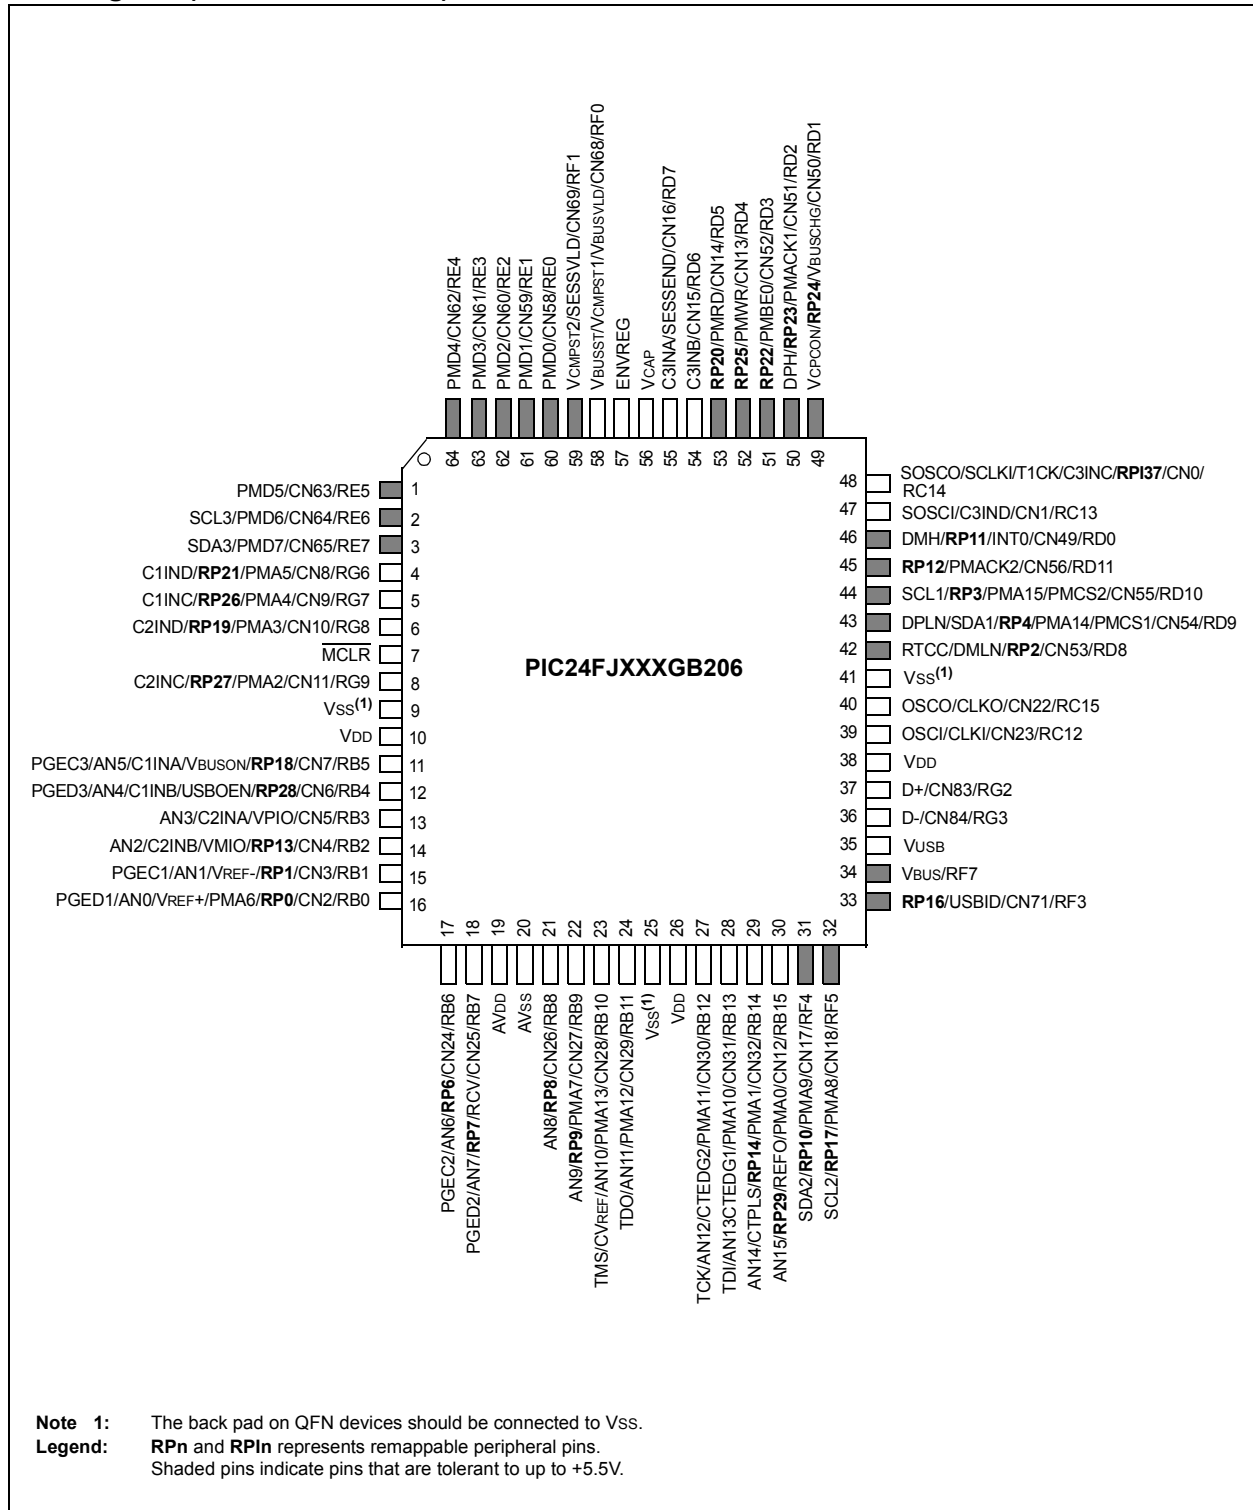 PMD4/CN62/RE4
PMD3/CN61/RE3
PMD2/CN60/RE2
PMD1/CN59/RE1
PMD0/CN58/RE0
VCMPST2/SESSVLD/CN69/RF1
VBUSST/VCMPST1/VBUSVLD/CN68/RF0
ENVREG
VCAP
C3INA/SESSEND/CN16/RD7
C3INB/CN15/RD6
RP20/PMRD/CN14/RD5
RP25/PMWR/CN13/RD4
RP22/PMBE0/CN52/RD3
DPH/RP23/PMACK1/CN51/RD2
VCPCON/RP24/VBUSCHG/CN50/RD1
64 63 62 61 60 59 58 57 56 55 54 53 52 51 50 49
PMD5/CN63/RE5 1
SCL3/PMD6/CN64/RE6 2
SDA3/PMD7/CN65/RE7 3
C1IND/RP21/PMA5/CN8/RG6 4
C1INC/RP26/PMA4/CN9/RG7 5
C2IND/RP19/PMA3/CN10/RG8 6
MCLR 7
C2INC/RP27/PMA2/CN11/RG9 8
VSS(1) 9
VDD 10
PGEC3/AN5/C1INA/VBUSON/RP18/CN7/RB5 11
PGED3/AN4/C1INB/USBOEN/RP28/CN6/RB4 12
AN3/C2INA/VPIO/CN5/RB3 13
AN2/C2INB/VMIO/RP13/CN4/RB2 14
PGEC1/AN1/VREF-/RP1/CN3/RB1 15
PGED1/AN0/VREF+/PMA6/RP0/CN2/RB0 16
PIC24FJXXXGB206
48 SOSCO/SCLKI/T1CK/C3INC/RPI37/CN0/
RC14
47 SOSCI/C3IND/CN1/RC13
46 DMH/RP11/INT0/CN49/RD0
45 RP12/PMACK2/CN56/RD11
44 SCL1/RP3/PMA15/PMCS2/CN55/RD10
43 DPLN/SDA1/RP4/PMA14/PMCS1/CN54/RD9
42 RTCC/DMLN/RP2/CN53/RD8
41 VSS(1)
40 OSCO/CLKO/CN22/RC15
39 OSCI/CLKI/CN23/RC12
38 VDD
37 D+/CN83/RG2
36 D-/CN84/RG3
35 VUSB
34 VBUS/RF7
33 RP16/USBID/CN71/RF3
17 18 19 20 21 22 23 24 25 26 27 28 29 30 31 32
PGEC2/AN6/RP6/CN24/RB6
PGED2/AN7/RP7/RCV/CN25/RB7
AVDD
AVSS
AN8/RP8/CN26/RB8
AN9/RP9/PMA7/CN27/RB9
TMS/CVREF/AN10/PMA13/CN28/RB10
TDO/AN11/PMA12/CN29/RB11
VSS(1)
VDD
TCK/AN12/CTEDG2/PMA11/CN30/RB12
TDI/AN13CTEDG1/PMA10/CN31/RB13
AN14/CTPLS/RP14/PMA1/CN32/RB14
AN15/RP29/REFO/PMA0/CN12/RB15
SDA2/RP10/PMA9/CN17/RF4
SCL2/RP17/PMA8/CN18/RF5
Note 1: The back pad on QFN devices should be connected to VSS.
Legend: RPn and RPIn represents remappable peripheral pins.
Shaded pins indicate pins that are tolerant to up to +5.5V.